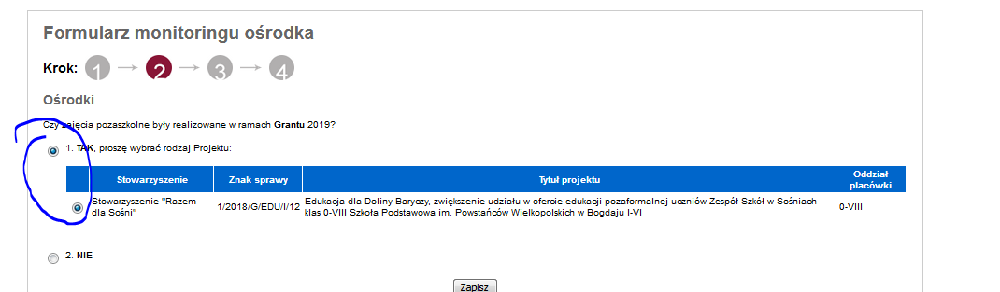 Formularz monitoringu ośrodka
Krok: 1 2 3 4
Ośrodki
Czy zajęcia pozaszkolne były realizowane w ramach Grantu 2019?
1. TAK, proszę wybrać rodzaj Projektu:
Stowarzyszenie Znak sprawy Tytuł projektu Oddział placówki
Stowarzyszenie "Razem dla Sośni" 1/2018/G/EDU/I/12 Edukacja dla Doliny Baryczy, zwiększenie udziału w ofercie edukacji pozaformalnej uczniów Zespół Szkół w Sośniach
klas 0-VIII Szkoła Podstawowa im. Powstańców Wielkopolskich w Bogdaju I-VI 0-VIII
2. NIE
Zapisz